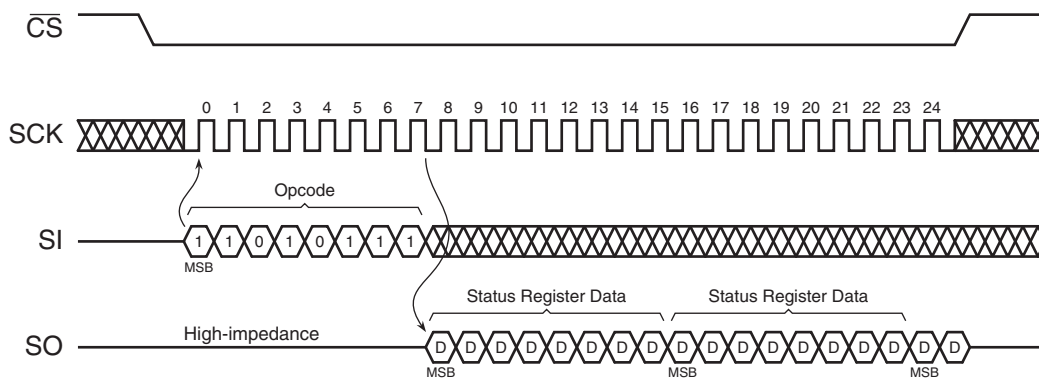 CS
0 1 2 3 4 5 6 7 8 9 10 11 12 13 14 15 16 17 18 19 20 21 22 23 24
SCK
Opcode
SI 1 1 0 1 0 1 1 1
MSB
Status Register Data Status Register Data
High-impedance
SO D D D D D D D D D D D D D D D D D D
MSB MSB MSB